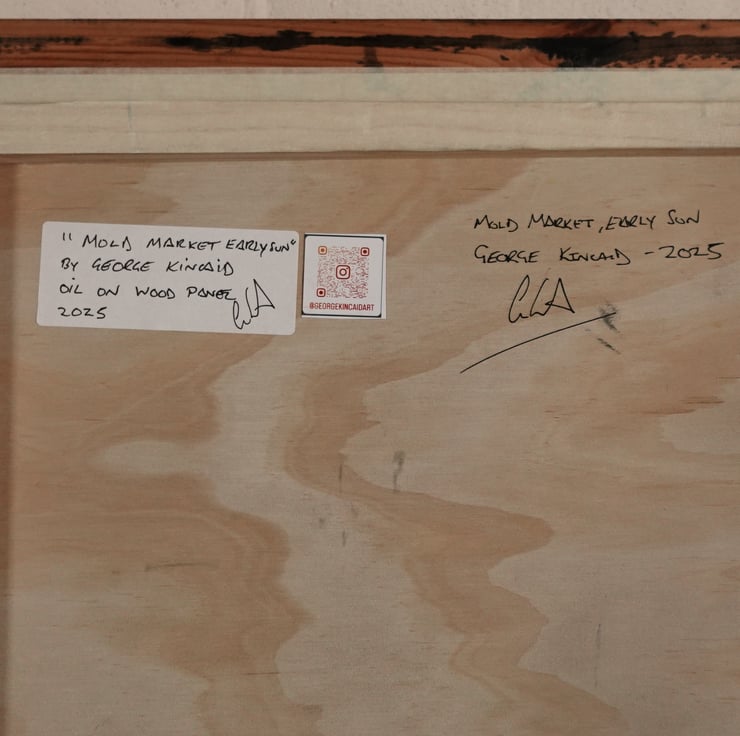 " MOLD MARKET EARLY SUN"
BY GEORGE KINCAID
OIL ON WOOD PANEL
2025
@GEORGEKINCAIDART
MOLD MARKET, EARLY SUN
GEORGE KINCAID - 2025